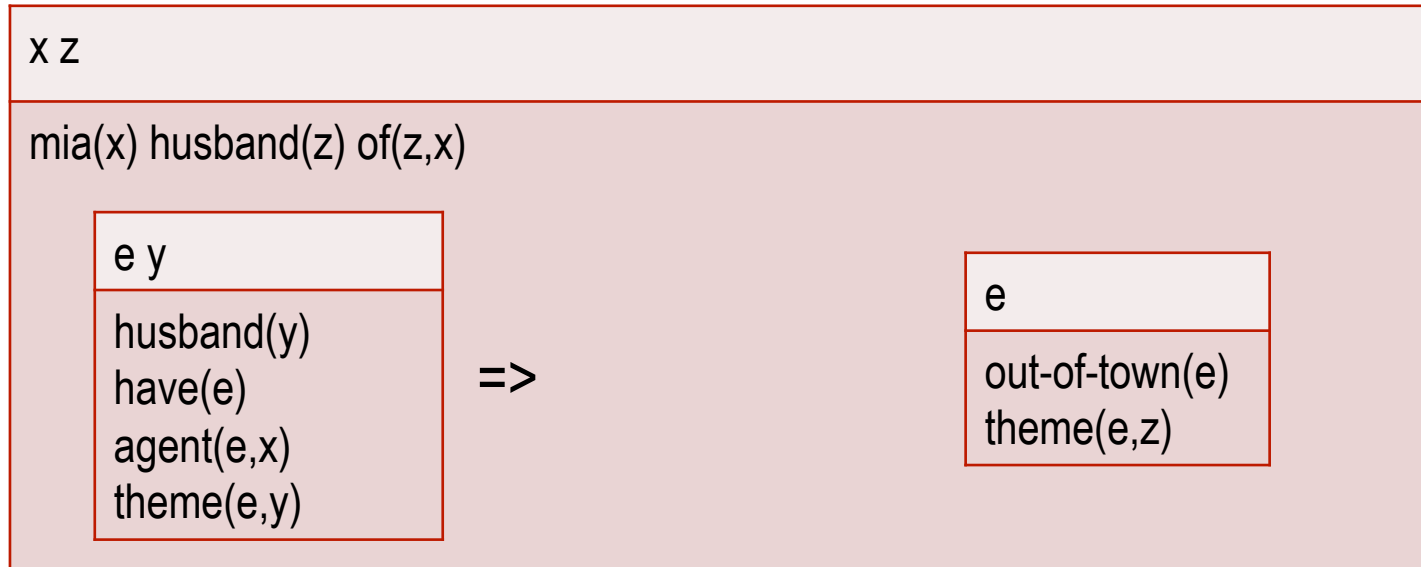 x z
mia(x) husband(z) of(z,x)
e y
husband(y)
have(e)
agent(e,x)
theme(e,y)
=>
e
out-of-town(e)
theme(e,z)